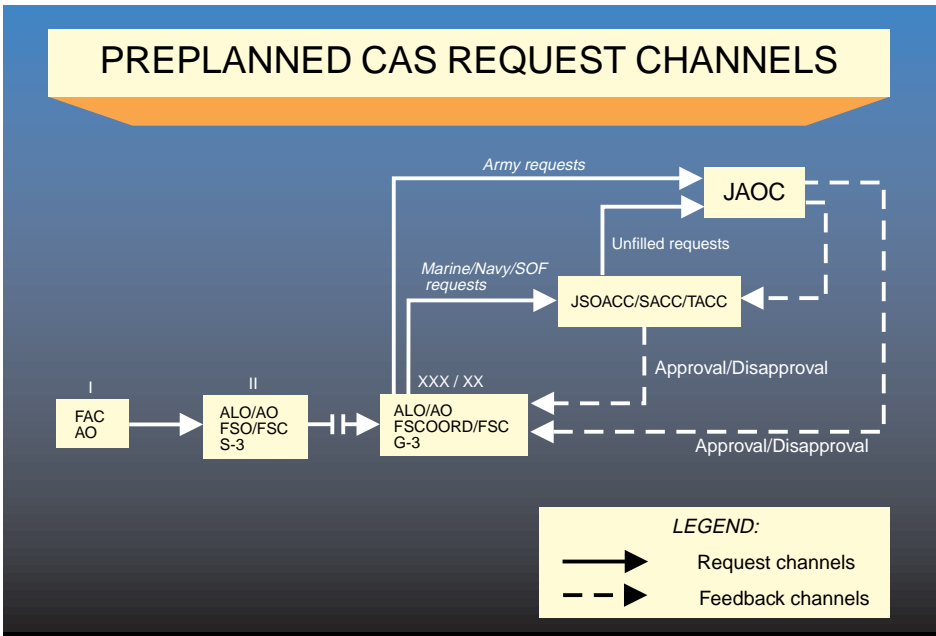 PREPLANNED CAS REQUEST CHANNELS
Army requests
JAOC
Unfilled requests
Marine/Navy/SOF
requests
JSOACC/SACC/TACC
Approval/Disapproval
I
II
XXX / XX
FAC
AO
ALO/AO
FSO/FSC
S-3
ALO/AO
FSCOORD/FSC
G-3
Approval/Disapproval
LEGEND:
Request channels
Feedback channels